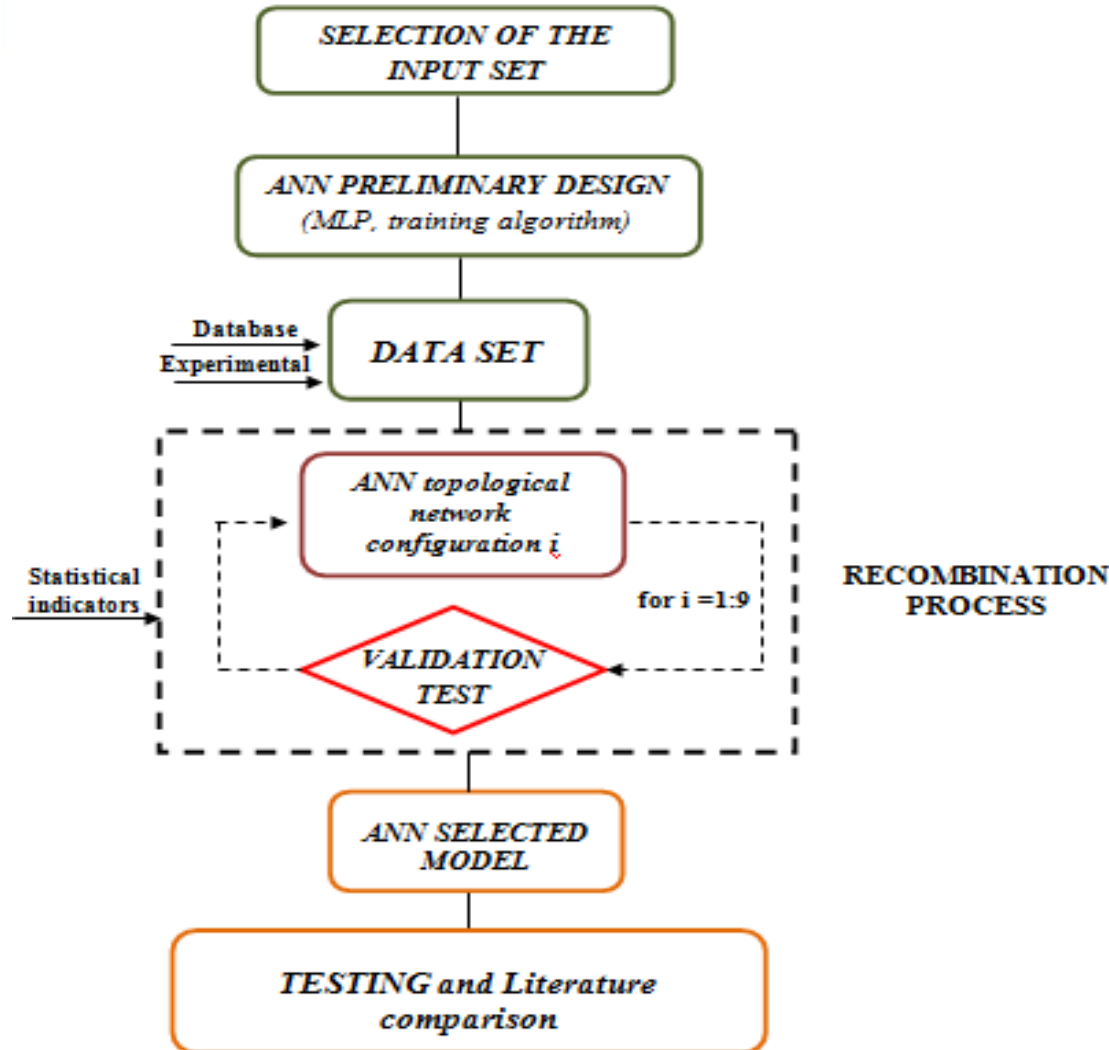 SELECTION OF THE
INPUT SET
ANN PRELIMINARY DESIGN
(MLP, training algorithm)
Database
Experimental
DATA SET
ANN topological
network
configuration i
for i =1:9
Statistical
indicators
VALIDATION
TEST
RECOMBINATION
PROCESS
ANN SELECTED
MODEL
TESTING and Literature
comparison